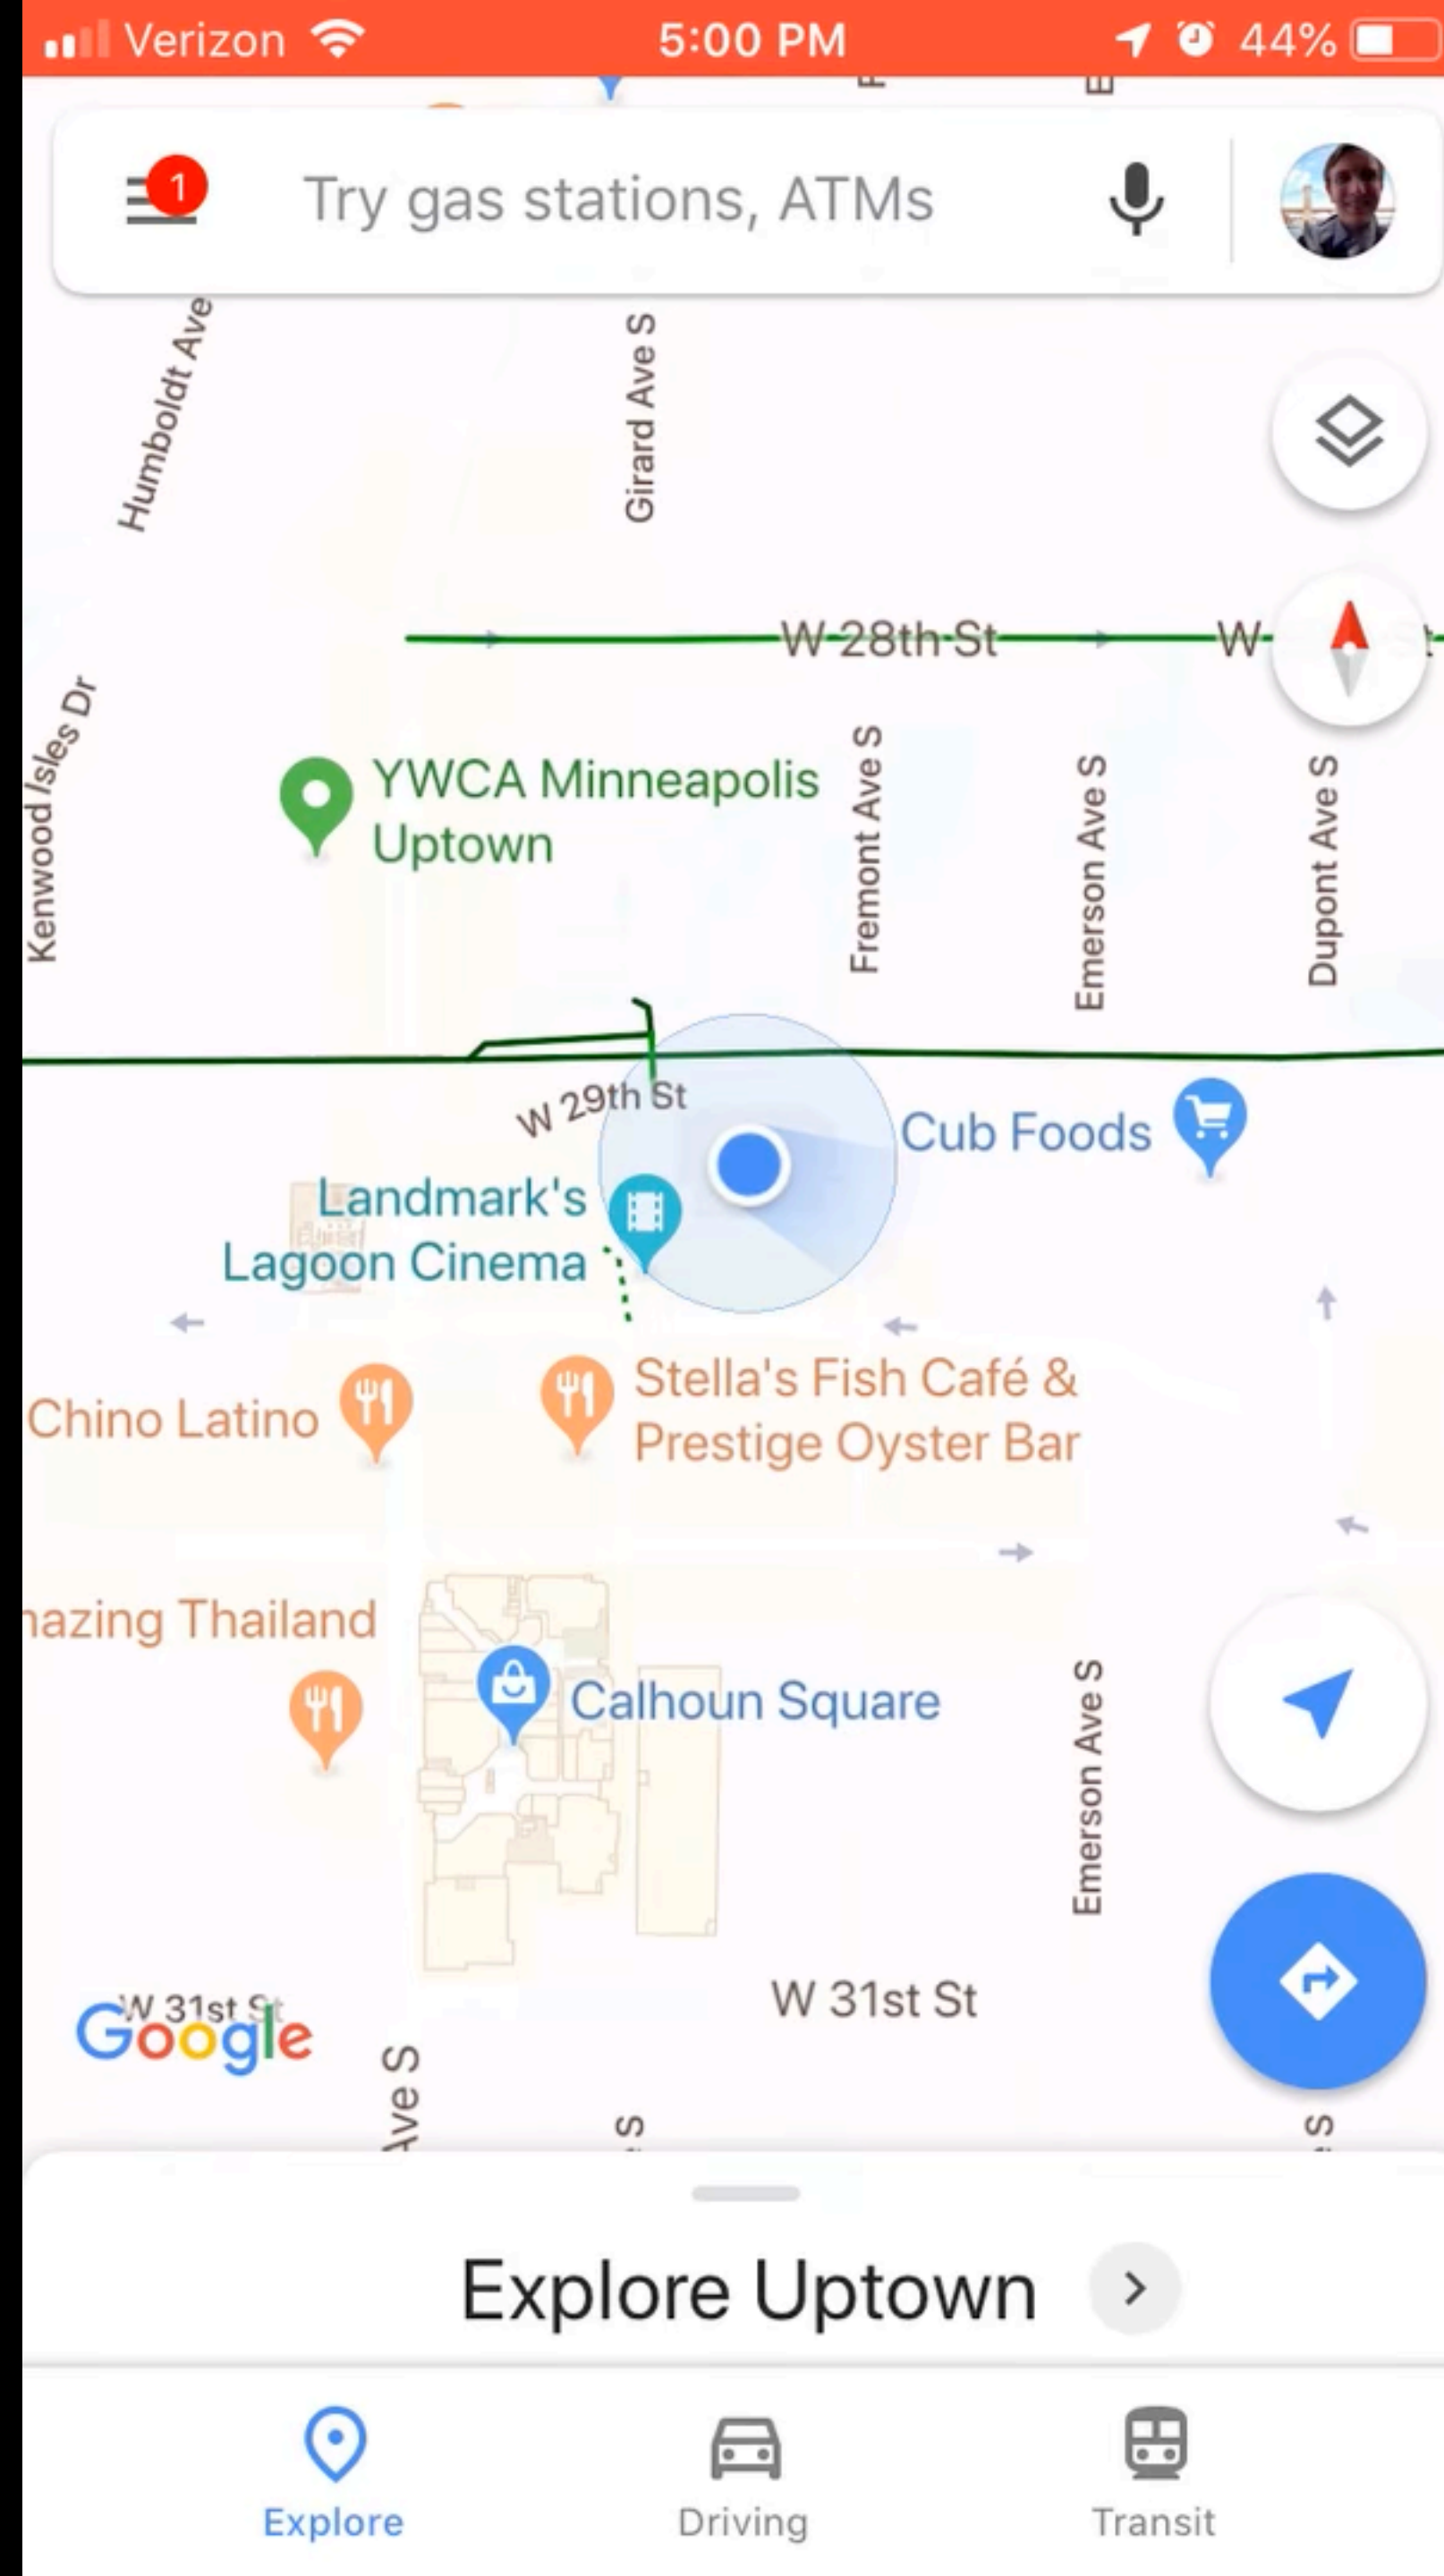 Verizon 5:00 PM 44%
1
Try gas stations, ATMs
Humboldt Ave
Girard Ave S
W 28th St
W
Kenwood Isles Dr
YWCA Minneapolis
Uptown
Fremont Ave S
Emerson Ave S
Dupont Ave S
W 29th St
Cub Foods
Landmark's
Lagoon Cinema
Chino Latino
Stella's Fish Café &
Prestige Oyster Bar
nazing Thailand
Calhoun Square
Emerson Ave S
W 31st St
W 31st St
Google
Ave S
s
s
Explore Uptown
Explore
Driving
Transit